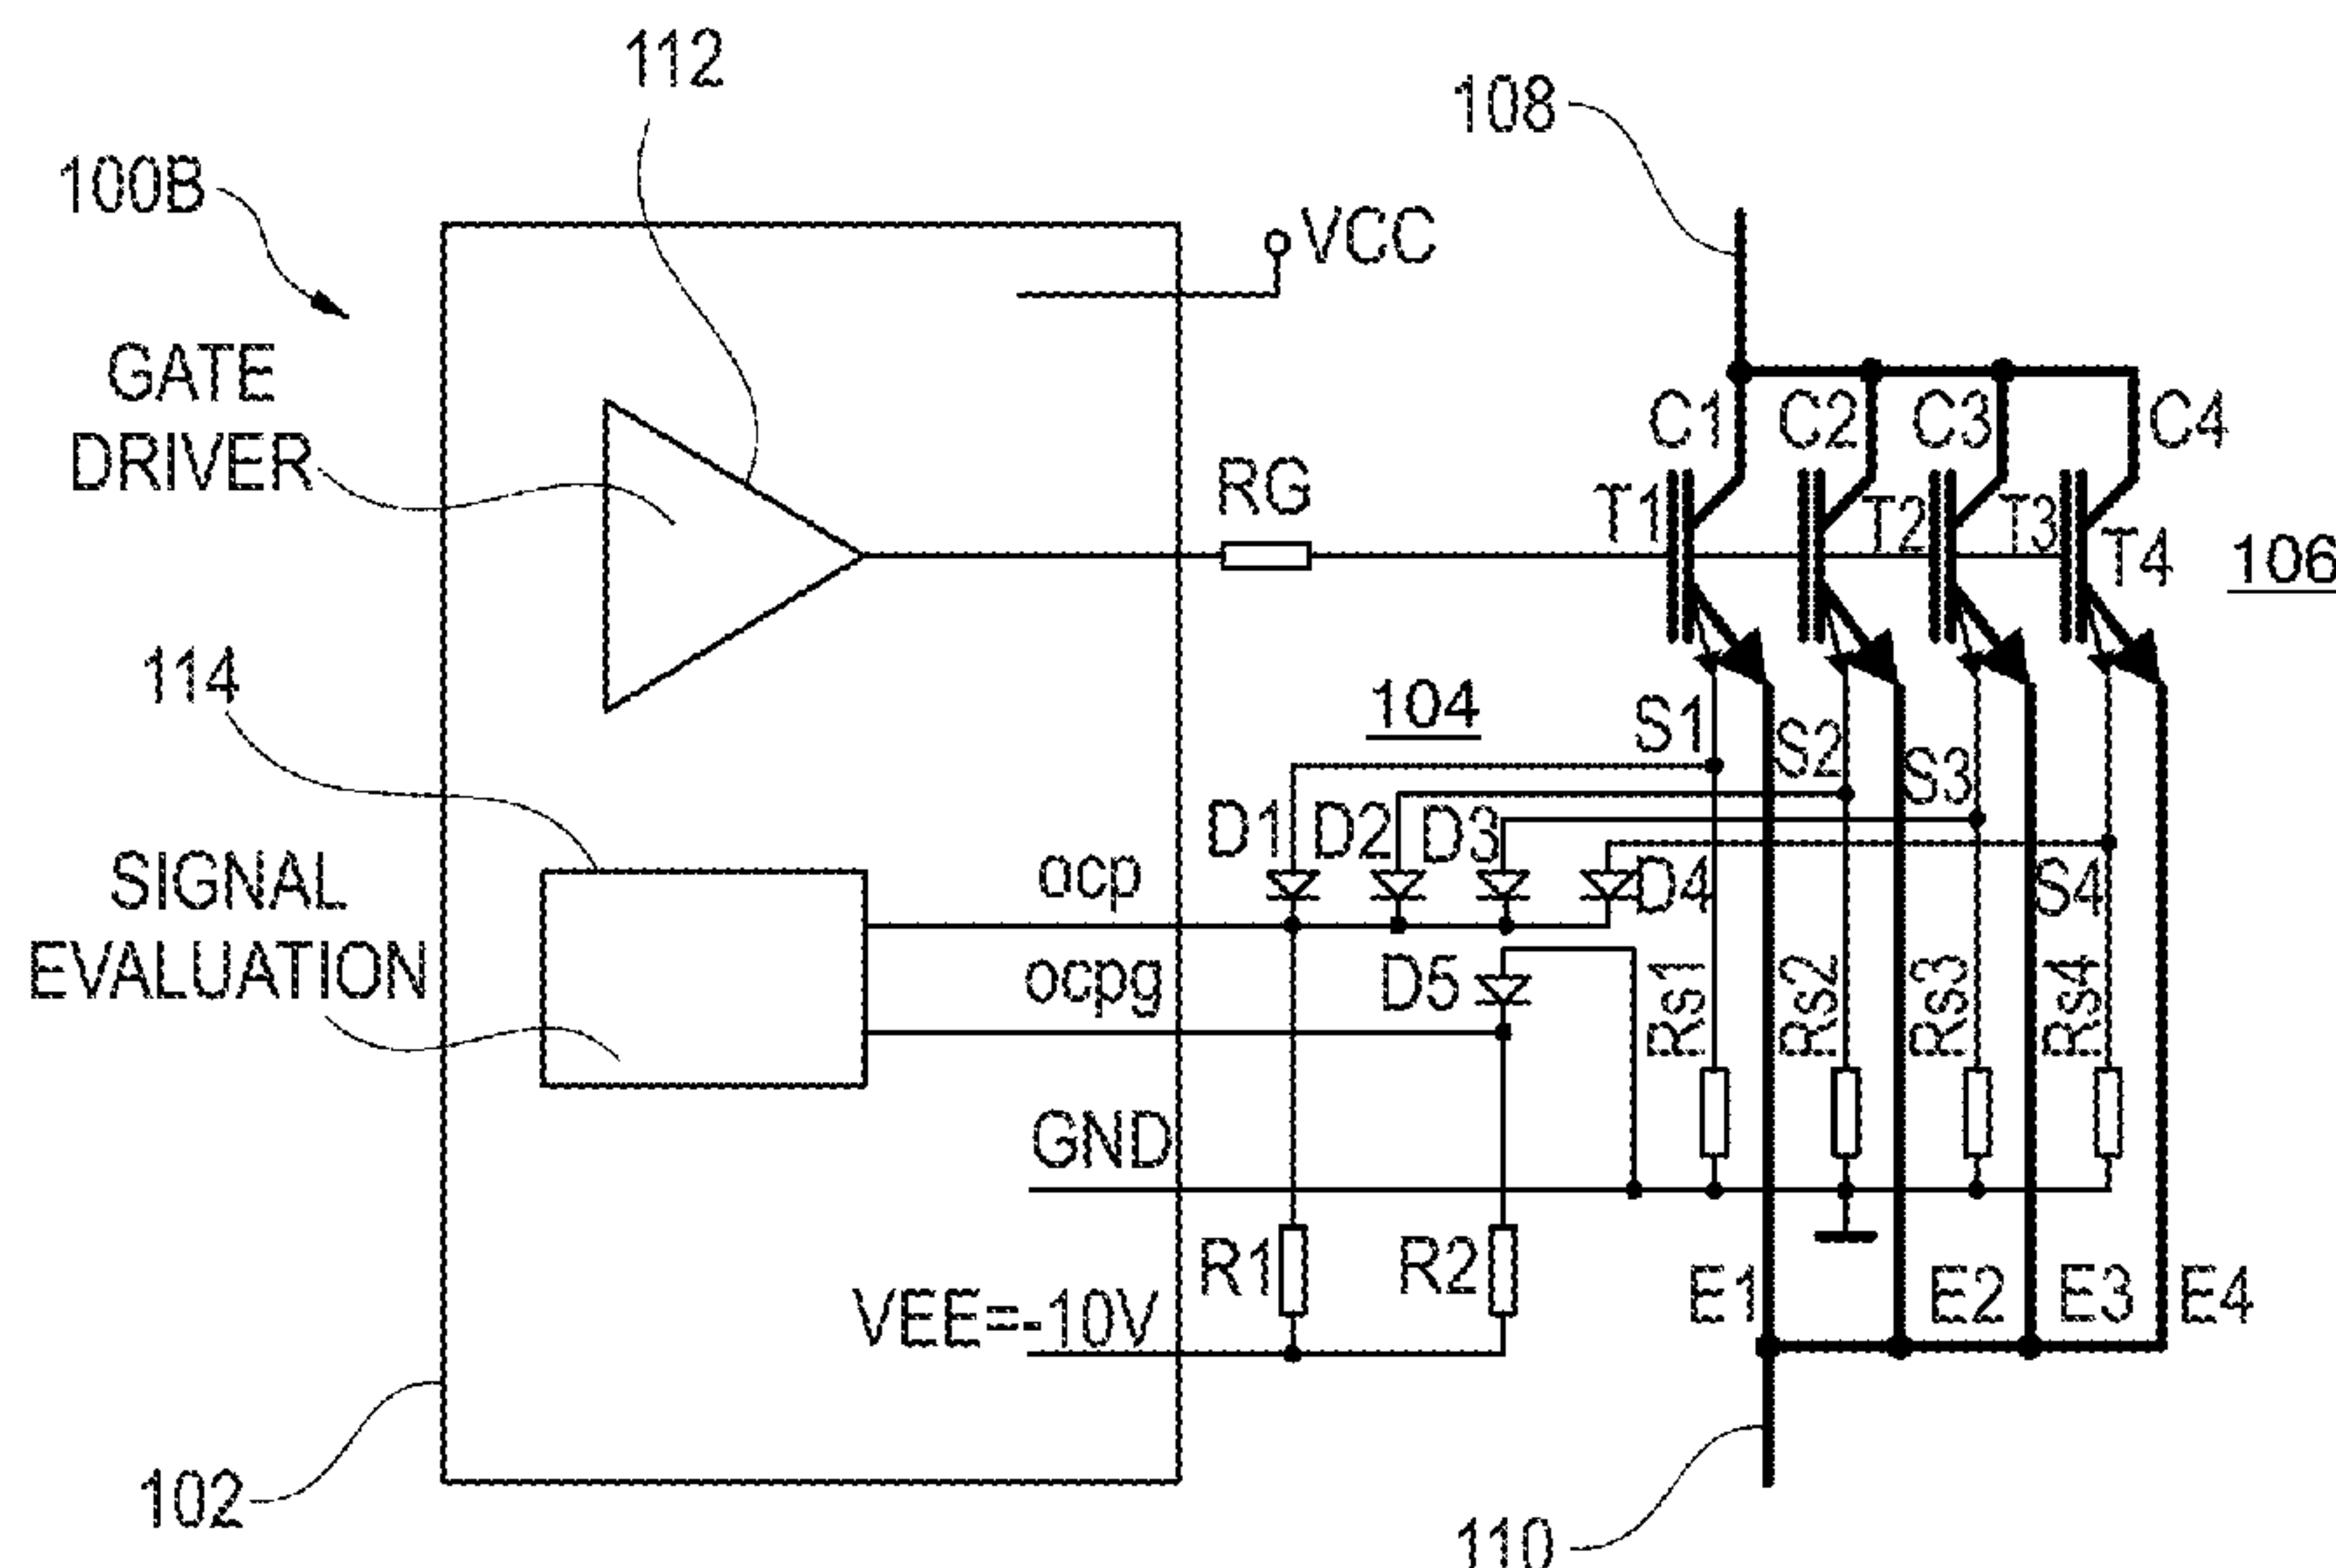 112
108
100B
VCC
GATE
DRIVER
C1
C2
C3
C4
RG
T1
T2
T3
T4
106
114
104
S1
S2
S3
S4
D1
D2
D3
D4
SIGNAL
EVALUATION
ocp
ocpg
D5
Rs1
Rs2
Rs3
Rs4
GND
R1
R2
VEE=-10V
E1
E2
E3
E4
102
110